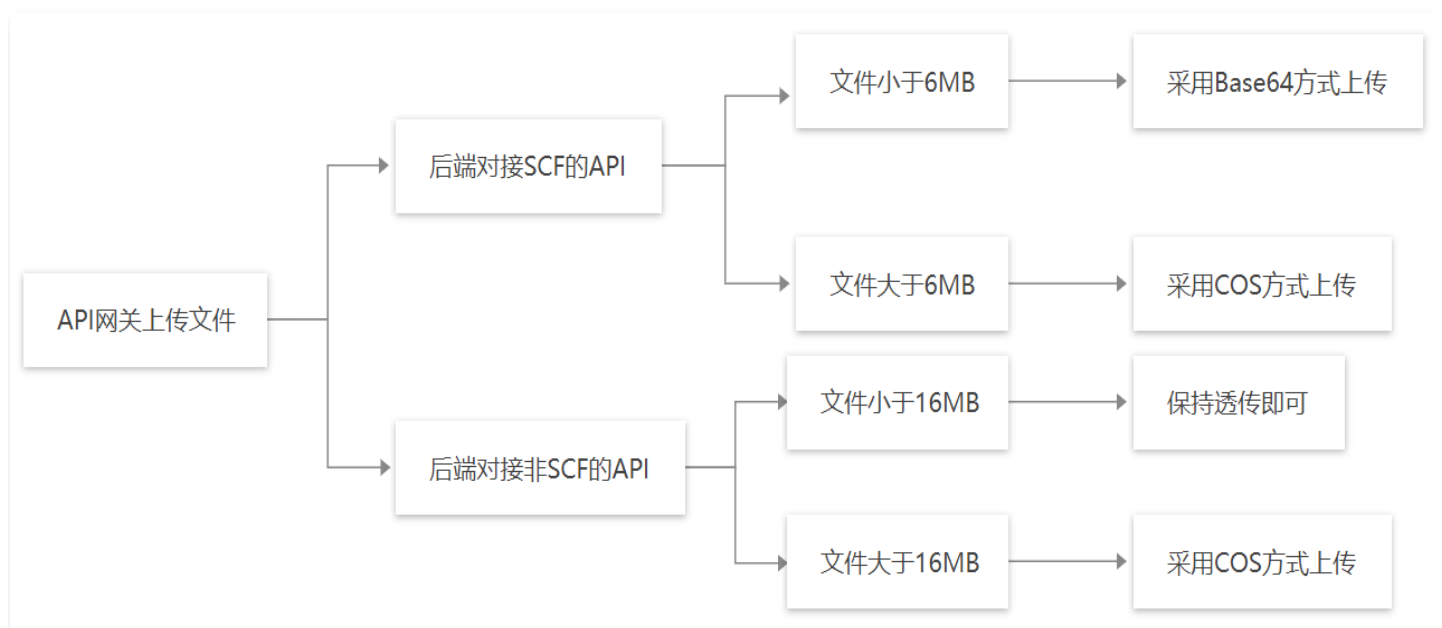 API网关上传文件
后端对接SCF的API
文件小于6MB
采用Base64方式上传
文件大于6MB
采用COS方式上传
后端对接非SCF的API
文件小于16MB
保持透传即可
文件大于16MB
采用COS方式上传